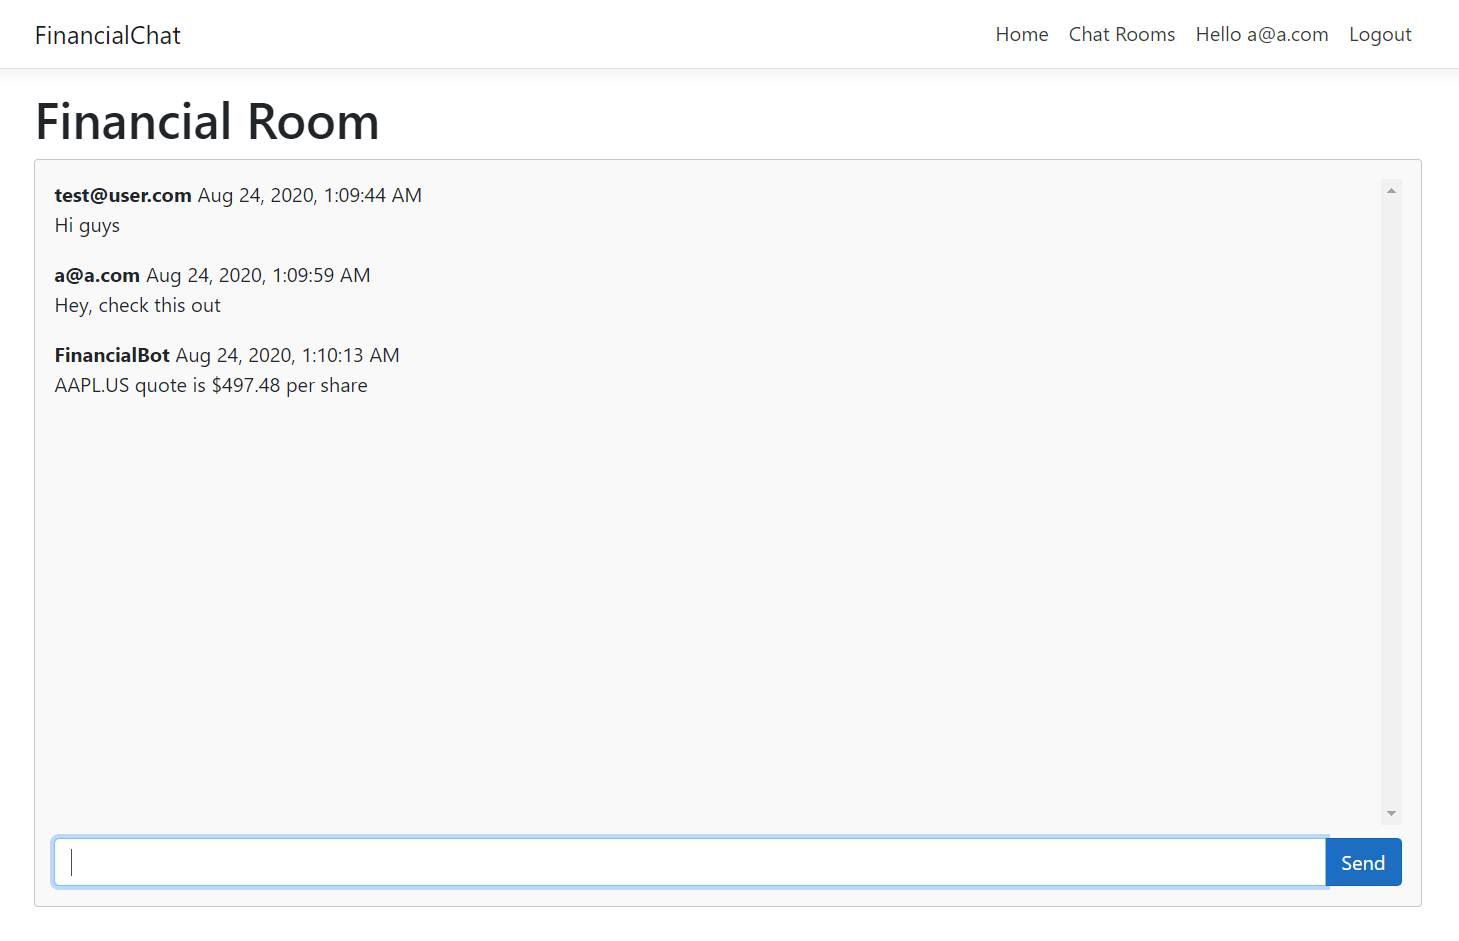 FinancialChat
Home Chat Rooms Hello a@a.com Logout
Financial Room
test@user.com Aug 24, 2020, 1:09:44 AM
Hi guys
a@a.com Aug 24, 2020, 1:09:59 AM
Hey, check this out
FinancialBot Aug 24, 2020, 1:10:13 AM
AAPL.US quote is $497.48 per share
Send